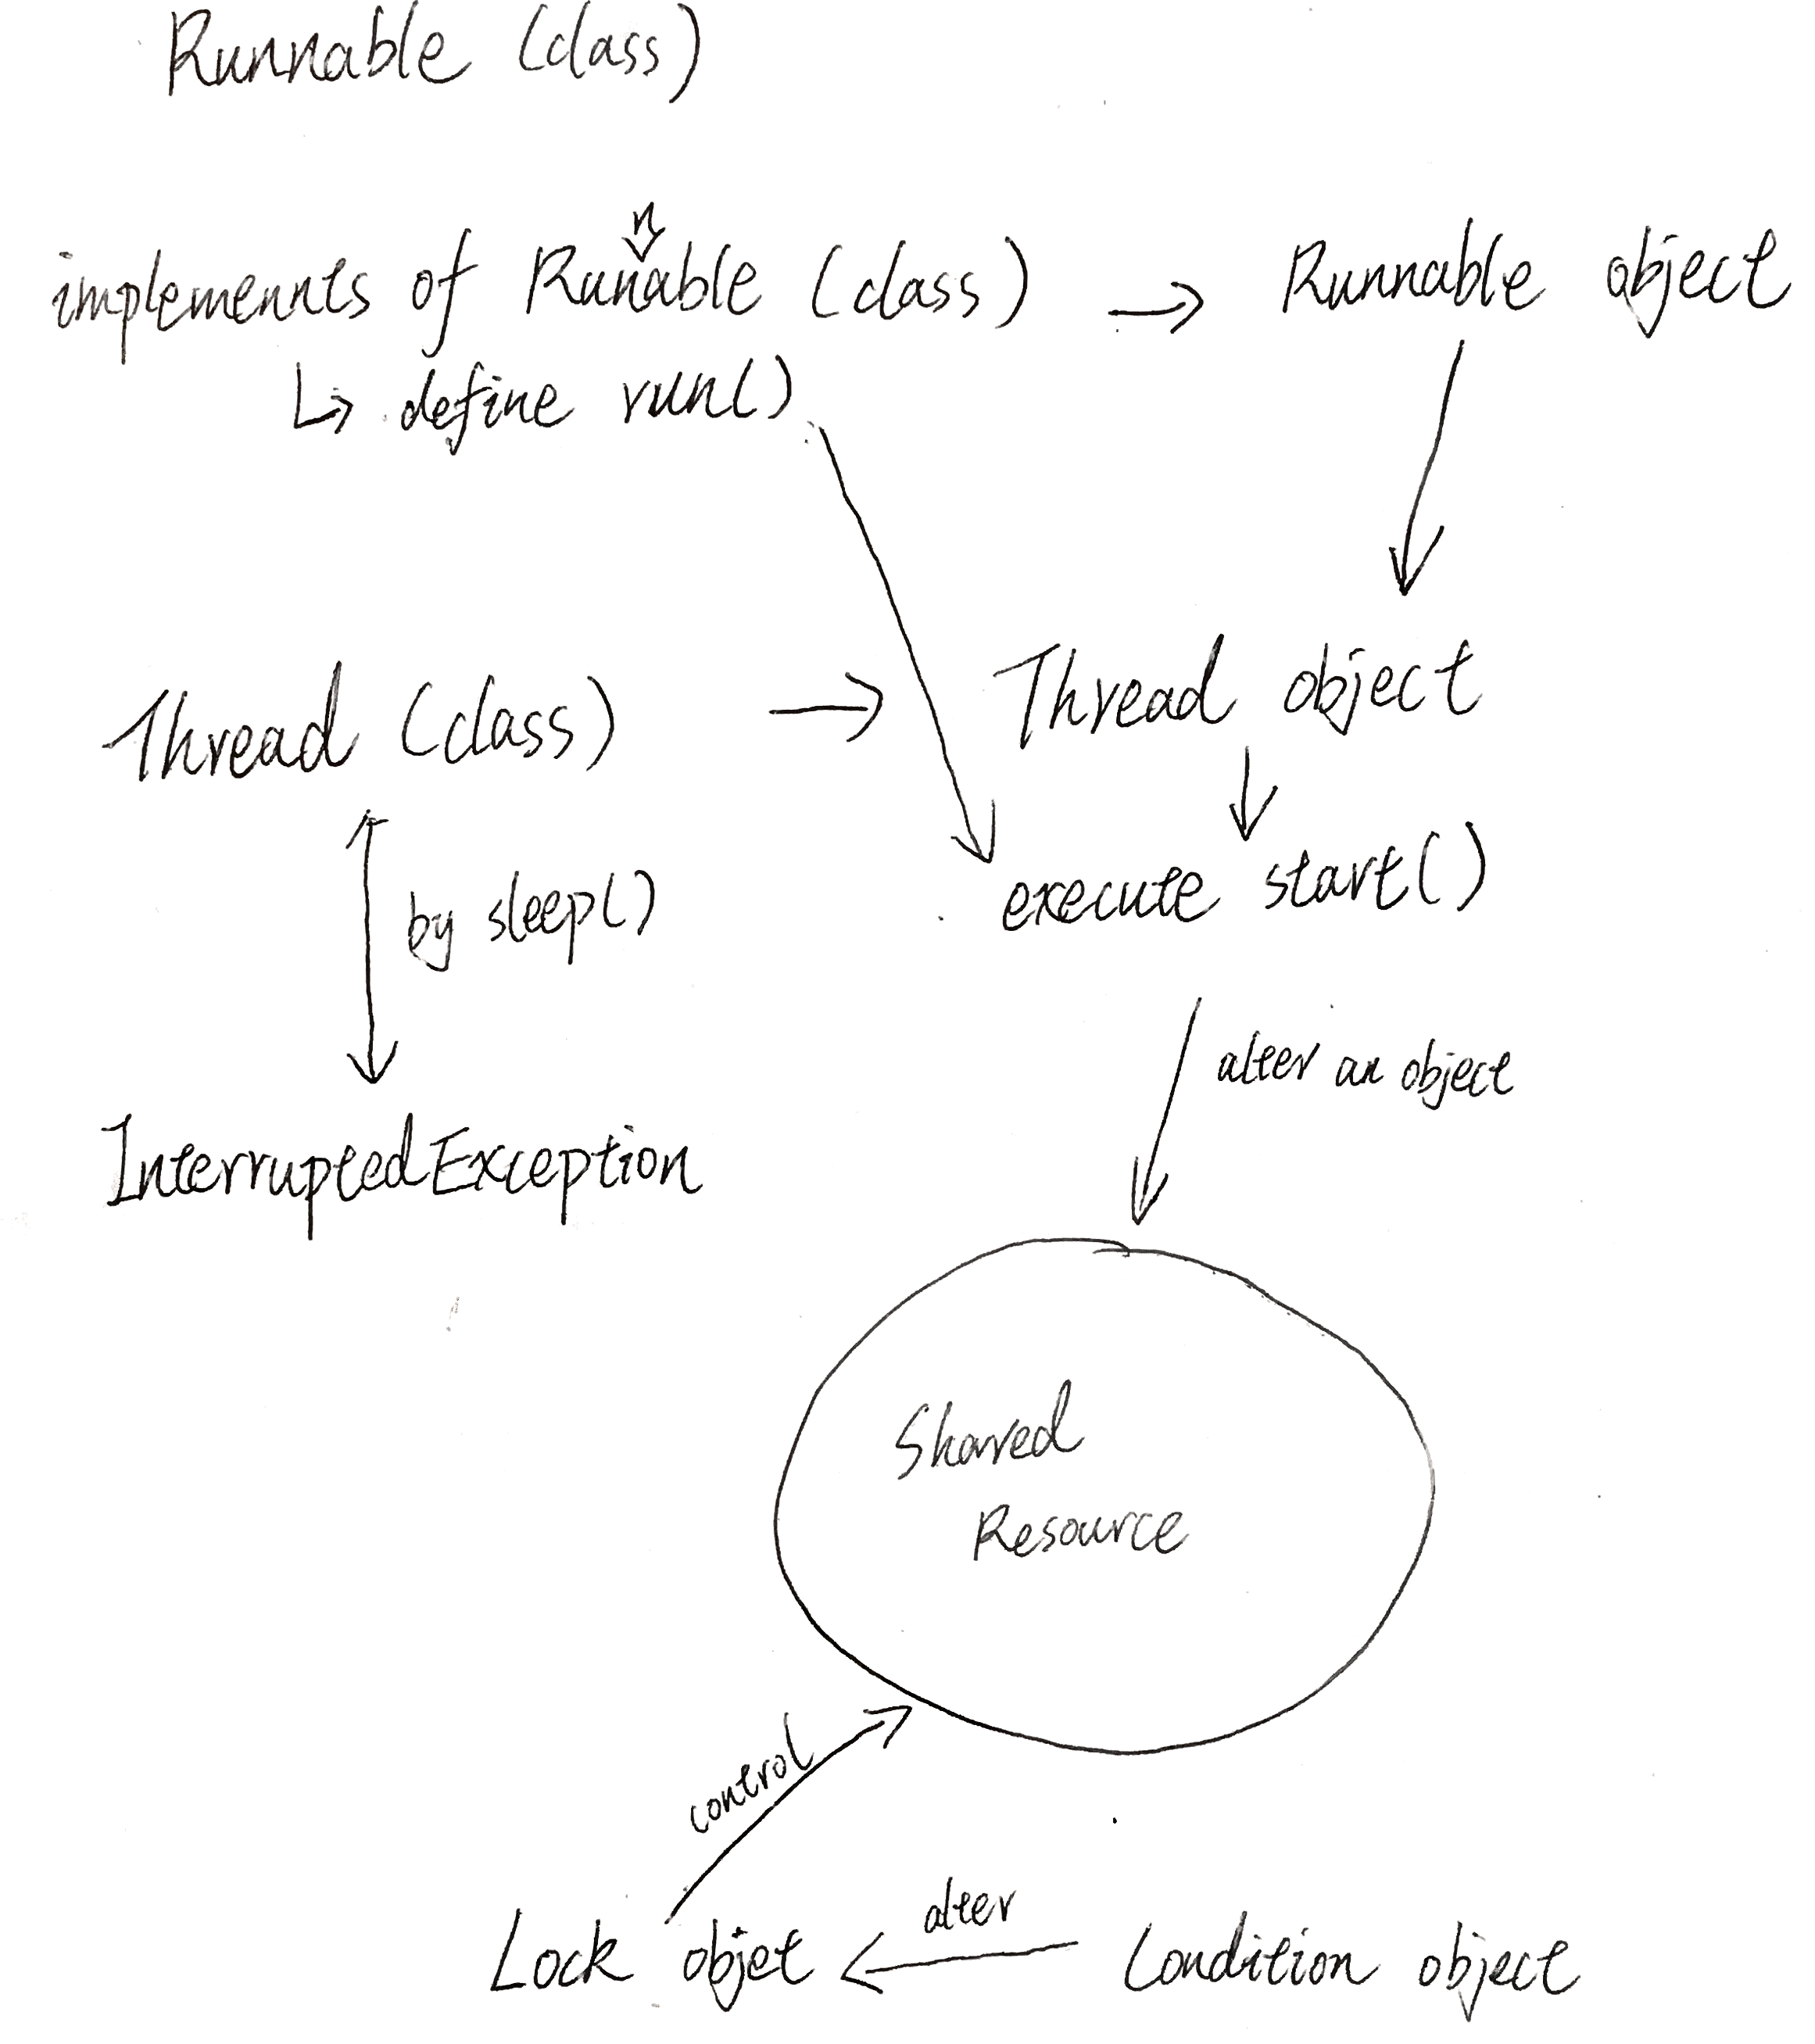 Runnable (class)
n
implemennts of Runable (class) → Runnable object
↳ define run()
Thread (class) → Thread object
by sleep()
execute start()
alter an object
InterruptedException
Shared
Resource
control
alter
Lock objet ← Condition object